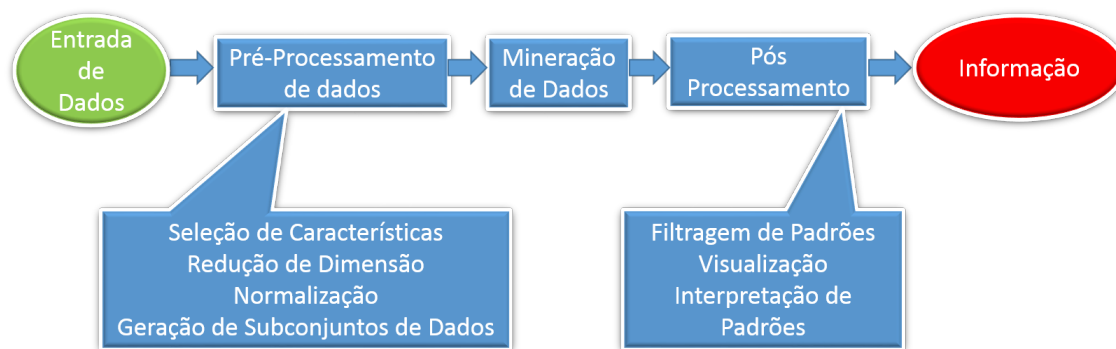 Entrada
de
Dados
Pré-Processamento
de dados
Mineração
de Dados
Pós
Processamento
Informação
Seleção de Características
Redução de Dimensão
Normalização
Geração de Subconjuntos de Dados
Filtragem de Padrões
Visualização
Interpretação de
Padrões